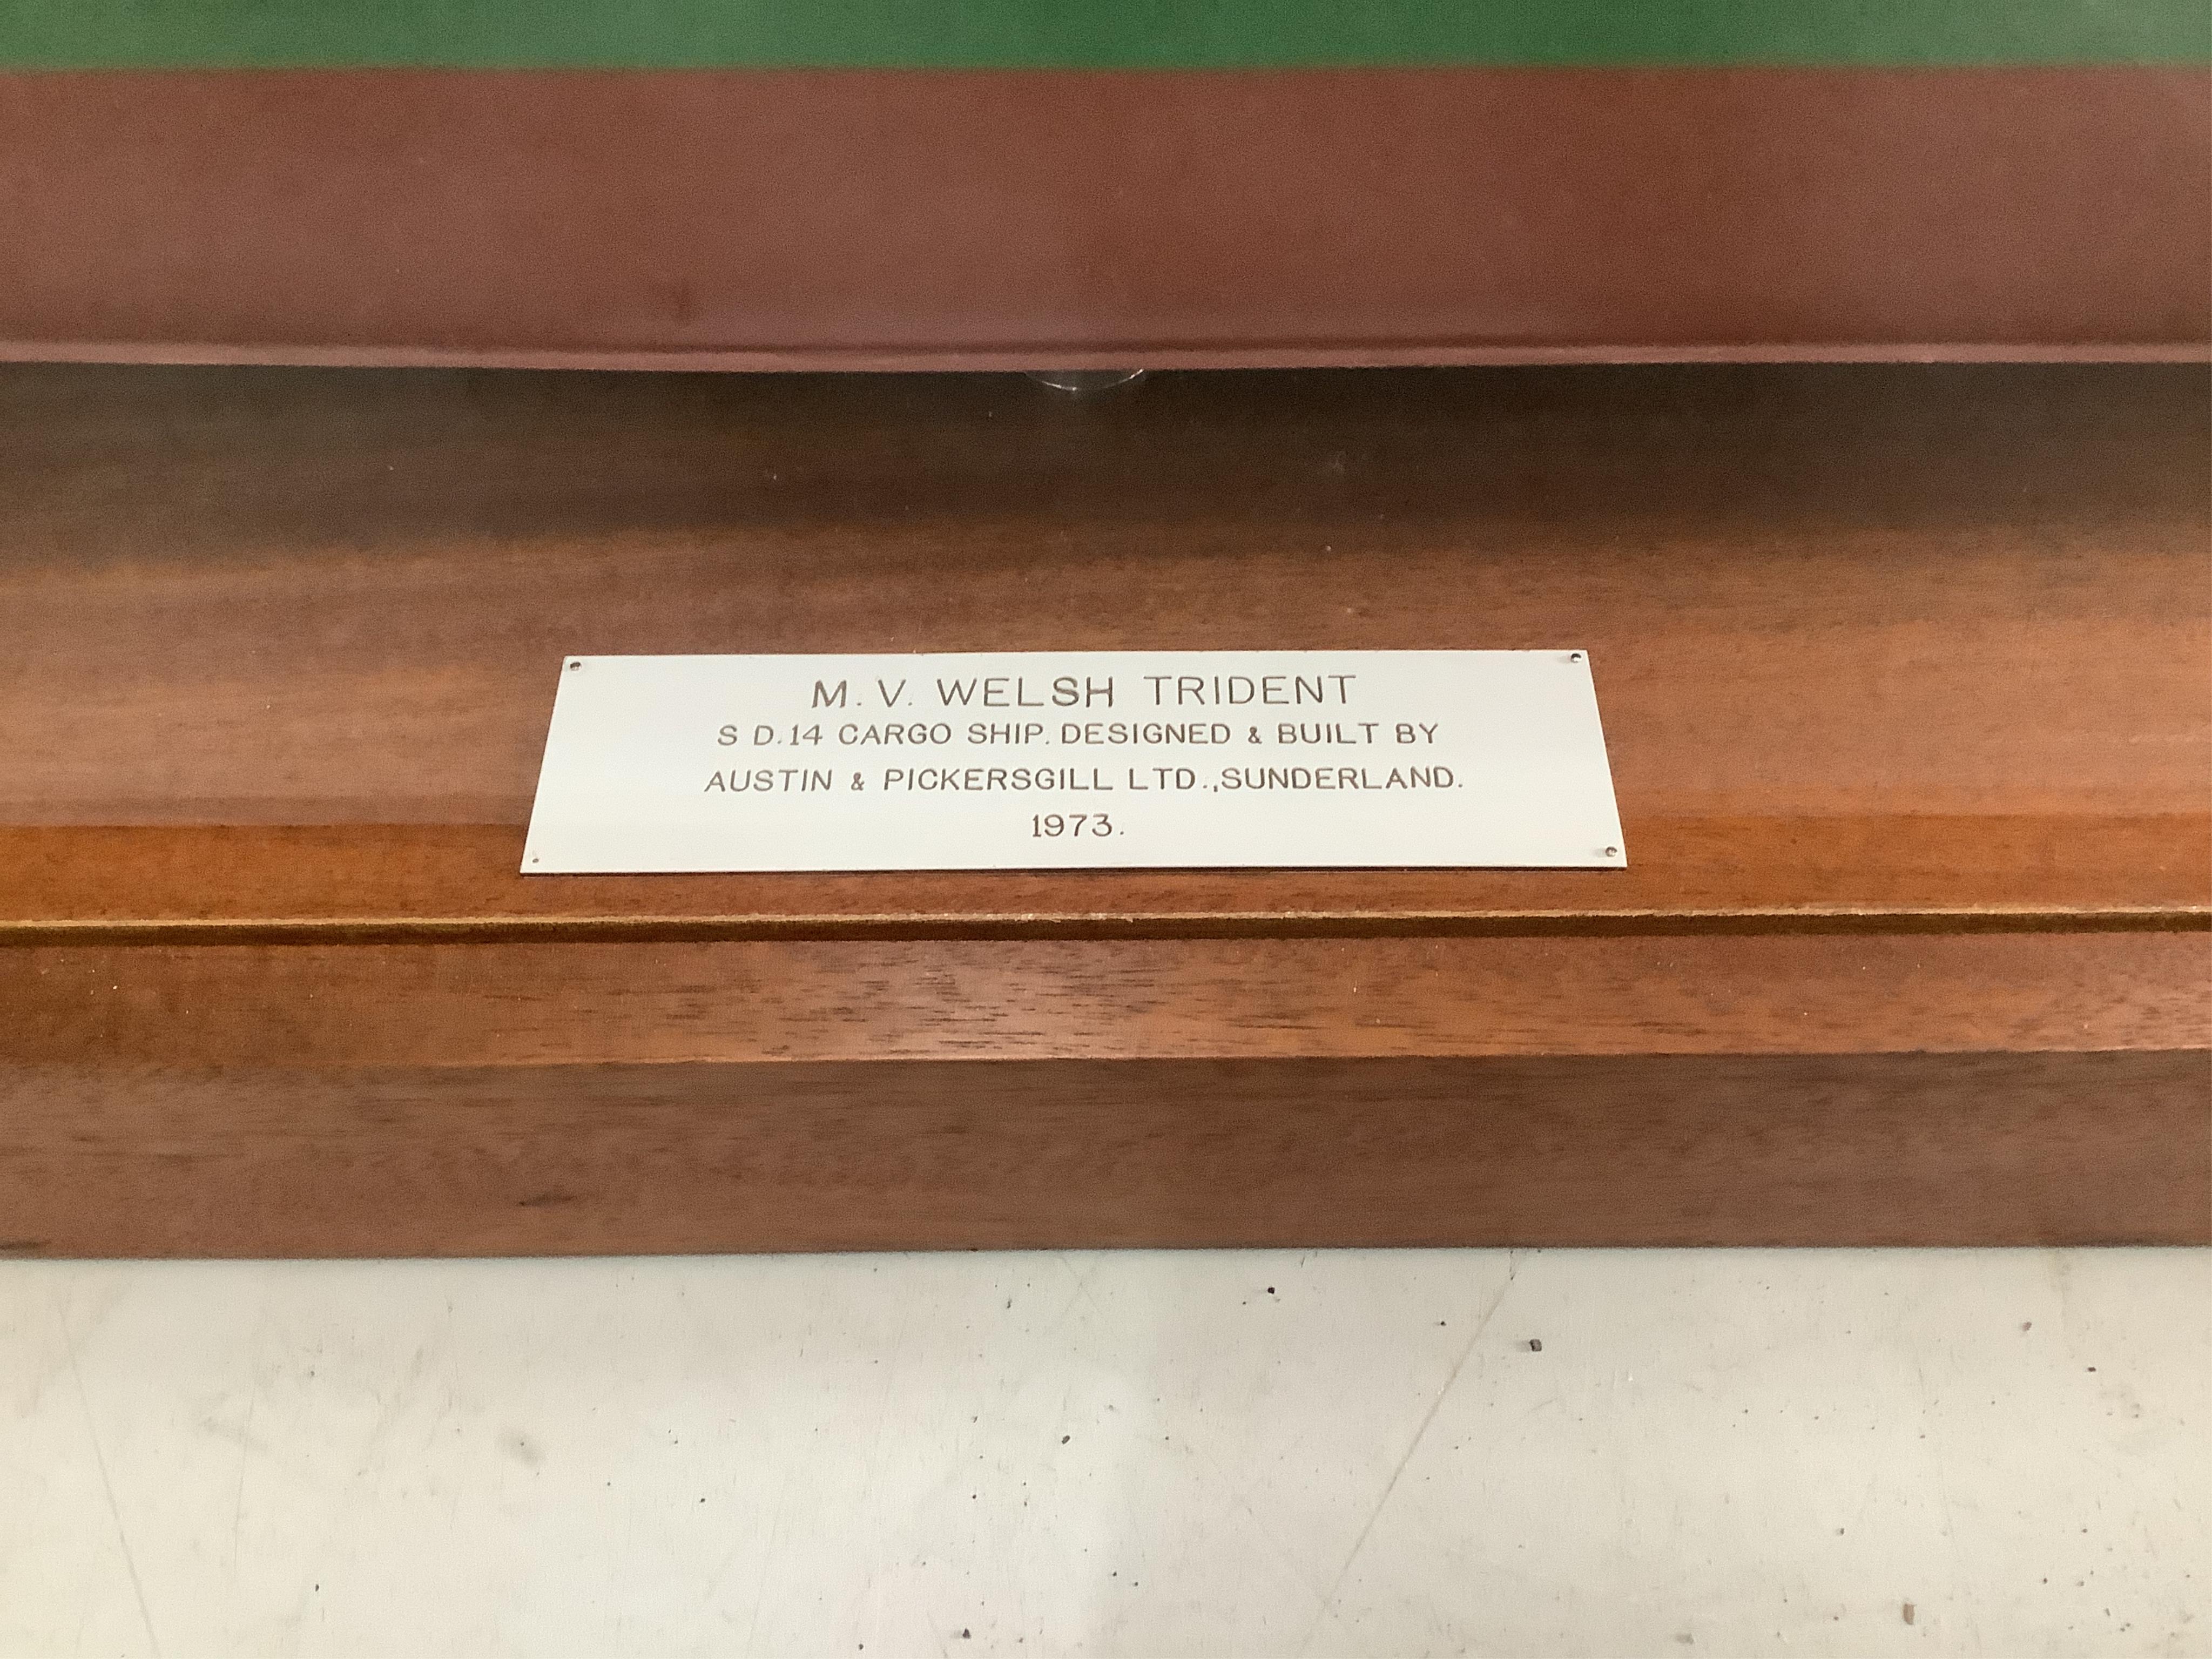 M. V. WELSH TRIDENT
S D.14 CARGO SHIP. DESIGNED & BUILT BY
AUSTIN & PICKERSGILL LTD.,SUNDERLAND.
1973.